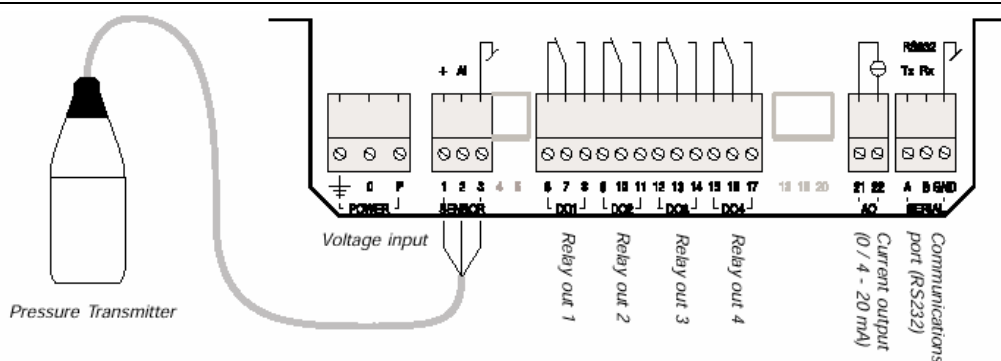 RS232
+ AI
Tx Rx
0 P
1 2 3 4 5
6 7 8 9 10 11 12 13 14 15 16 17
18 19 20
21 22
A B GND
POWER
SENSOR
DO1
DO2
DO3
DO4
AO
SERIAL
Voltage input
Relay out 1
Relay out 2
Relay out 3
Relay out 4
Current output
(0 / 4 - 20 mA)
Communications
port (RS232)
Pressure Transmitter